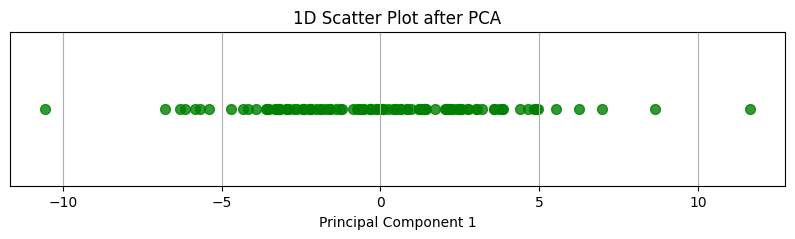 1D Scatter Plot after PCA
−10 −5 0 5 10
Principal Component 1